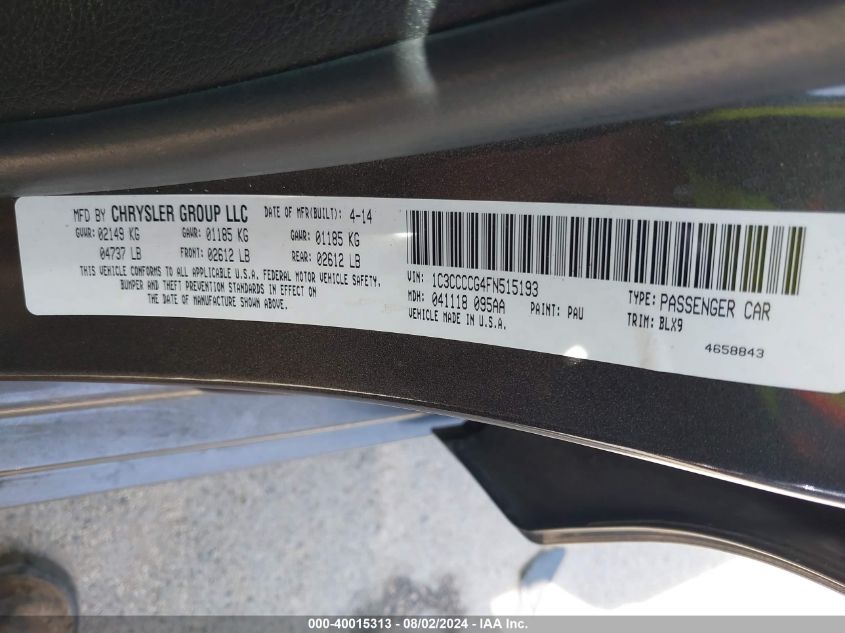 MFD BY CHRYSLER GROUP LLC DATE OF MFR(BUILT): 4-14
GVWR: 02149 KG GAWR: 01185 KG GAWR: 01185 KG
04737 LB FRONT: 02612 LB REAR: 02612 LB
THIS VEHICLE CONFORMS TO ALL APPLICABLE U.S.A. FEDERAL MOTOR VEHICLE SAFETY,
BUMPER AND THEFT PREVENTION STANDARDS IN EFFECT ON
THE DATE OF MANUFACTURE SHOWN ABOVE.
VIN: 1C3CCCCG4FN515193 TYPE: PASSENGER CAR
MDH: 041118 095AA PAINT: PAU TRIM: BLX9
VEHICLE MADE IN U.S.A.
4658843
000-40015313 - 08/02/2024 - Copyright © 2024 IAA, Inc.